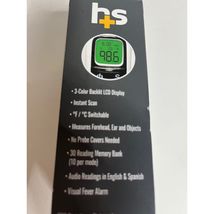 h+s
98.6
• 3-Color Backlit LCD Display
• Instant Scan
• °F / °C Switchable
• Measures Forehead, Ear and Objects
• No Probe Covers Needed
• 30 Reading Memory Bank
(10 per mode)
• Audio Readings in English & Spanish
• Visual Fever Alarm